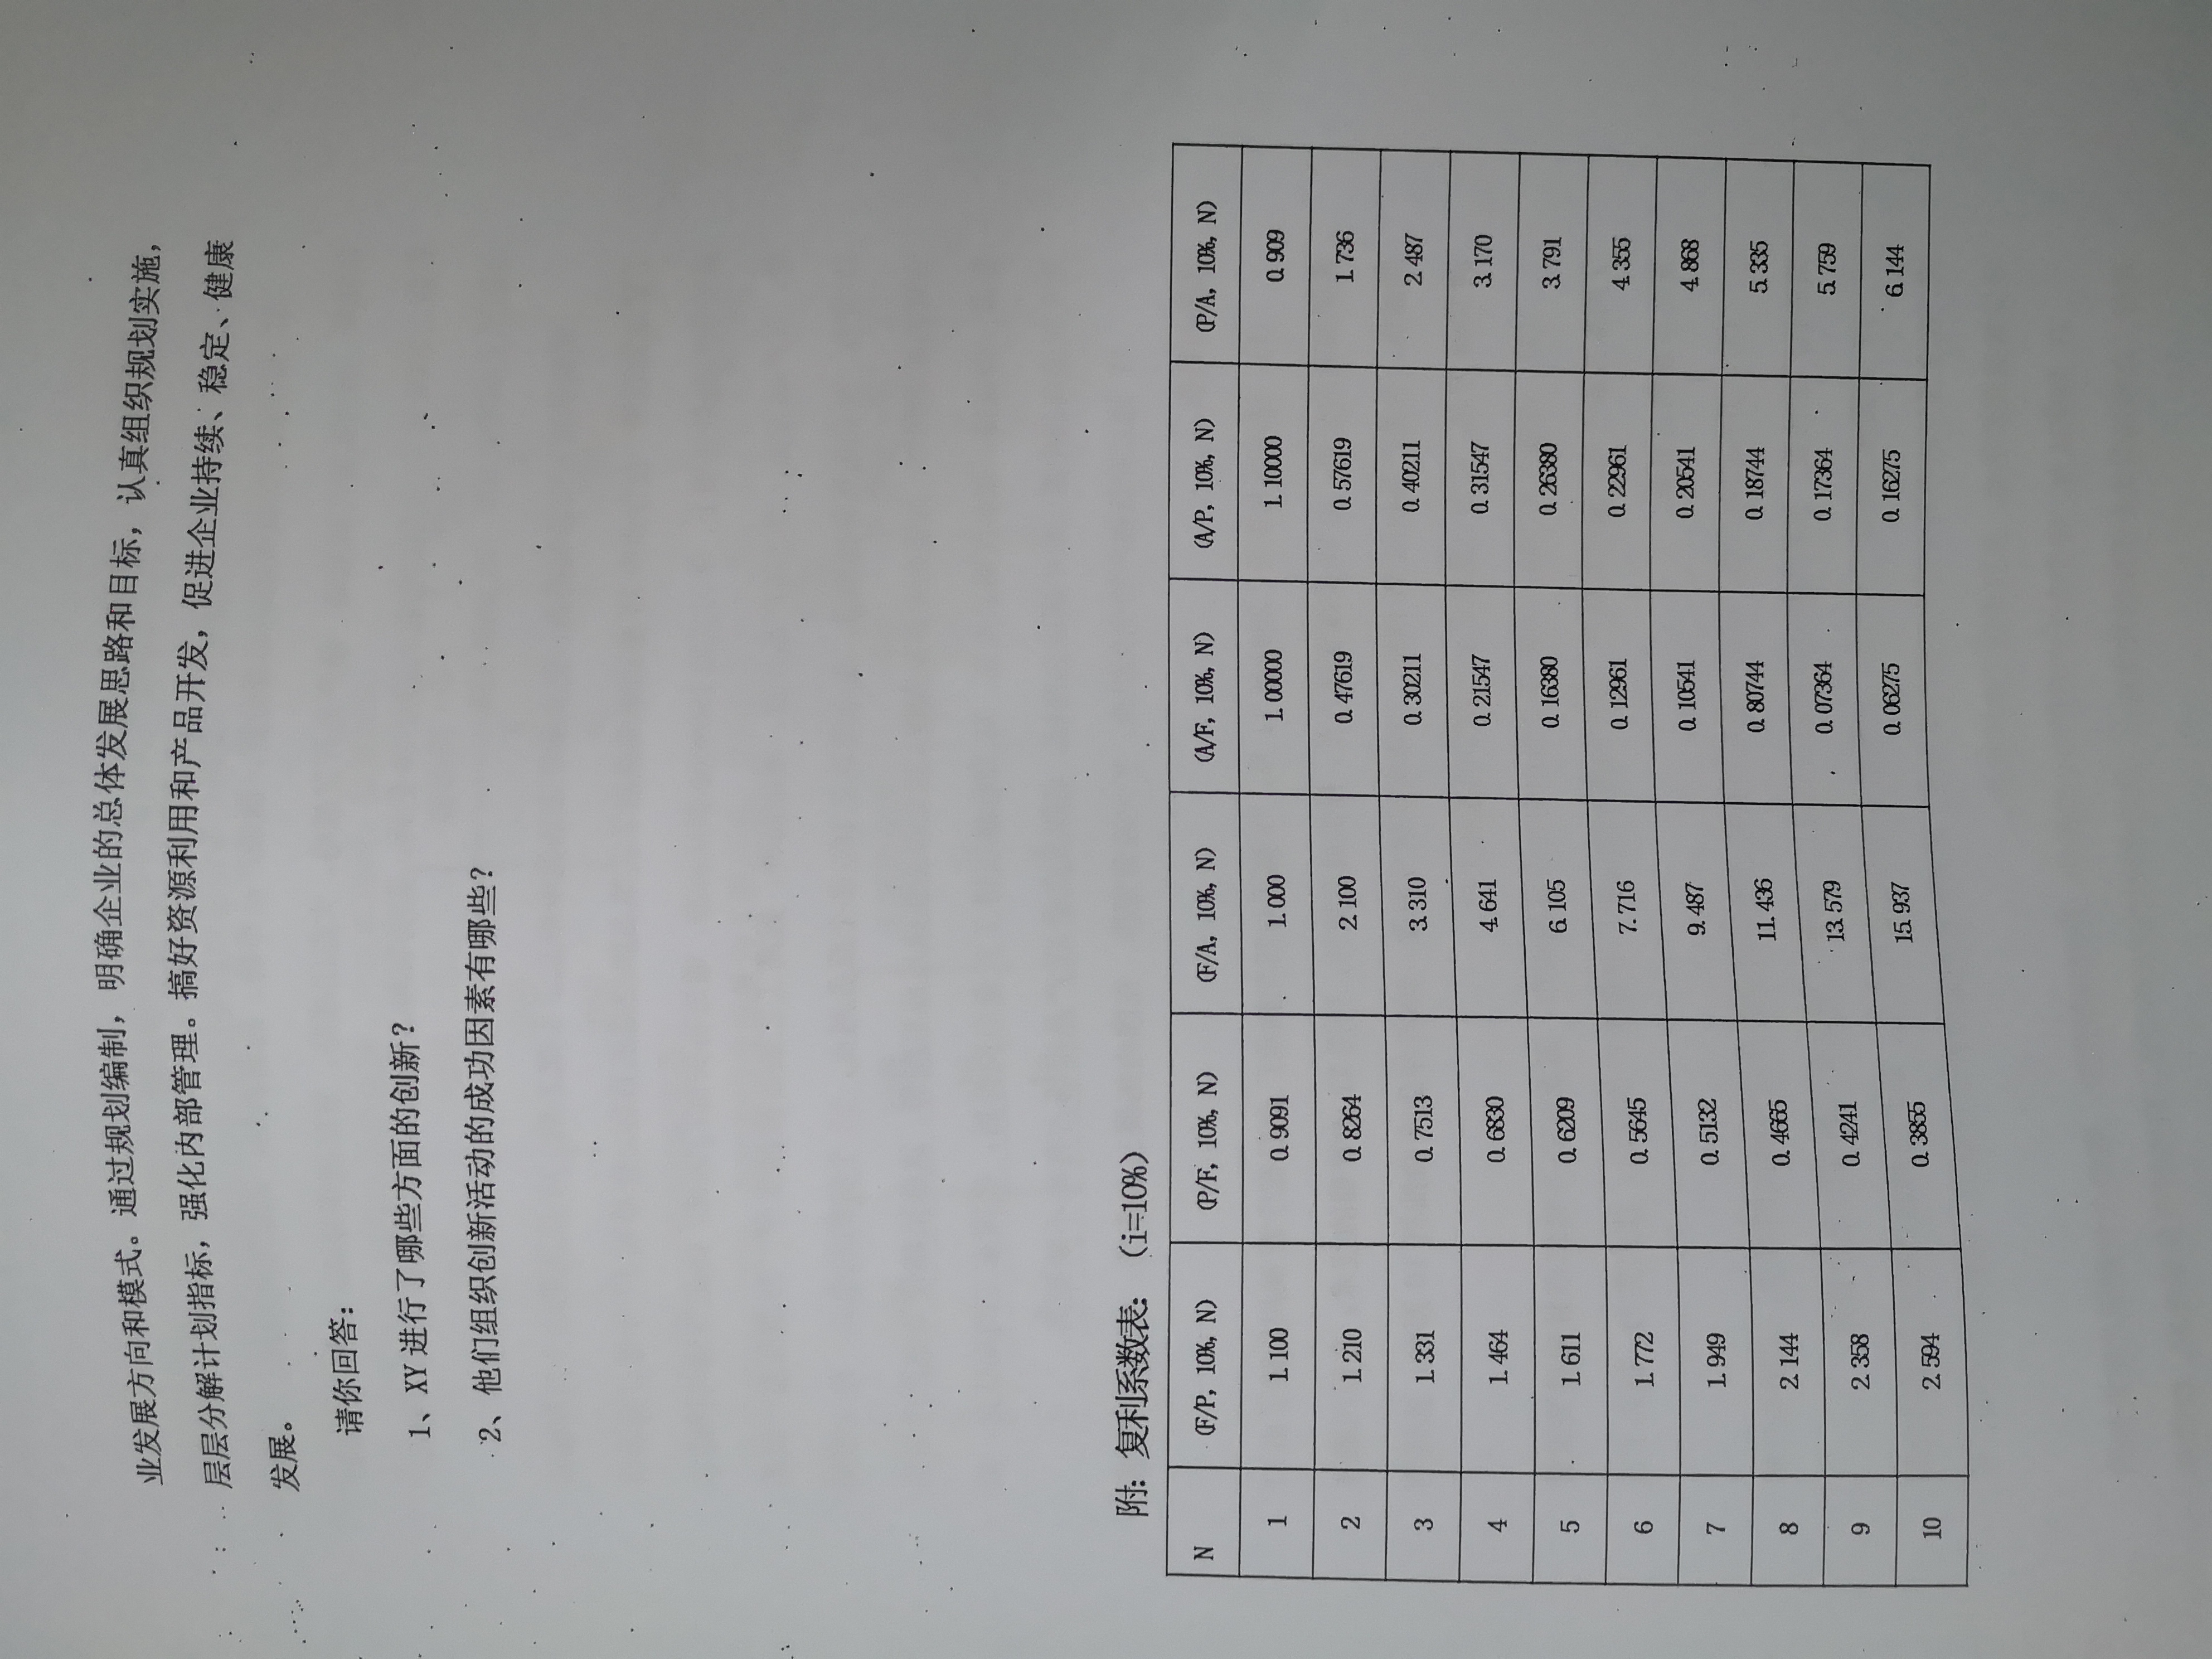 业发展方向和模式。通过规划编制，明确企业的总体发展思路和目标，认真组织规划实施，
层层分解计划指标，强化内部管理。搞好资源利用和产品开发，促进企业持续、稳定、健康
发展。
请你回答：
1、XY 进行了哪些方面的创新？
2、他们组织创新活动的成功因素有哪些？
附：复利系数表：（i=10%）
N (F/P, 10%, N) (P/F, 10%, N) (F/A, 10%, N) (A/F, 10%, N) (A/P, 10%, N) (P/A, 10%, N)
1 1.100 0.9091 1.000 1.00000 1.10000 0.909
2 1.210 0.8264 2.100 0.47619 0.57619 1.736
3 1.331 0.7513 3.310 0.30211 0.40211 2.487
4 1.464 0.6830 4.641 0.21547 0.31547 3.170
5 1.611 0.6209 6.105 0.16380 0.26380 3.791
6 1.772 0.5645 7.716 0.12961 0.22961 4.355
7 1.949 0.5132 9.487 0.10541 0.20541 4.868
8 2.144 0.4665 11.436 0.80744 0.18744 5.335
9 2.358 0.4241 13.579 0.07364 0.17364 5.759
10 2.594 0.3855 15.937 0.06275 0.16275 6.144